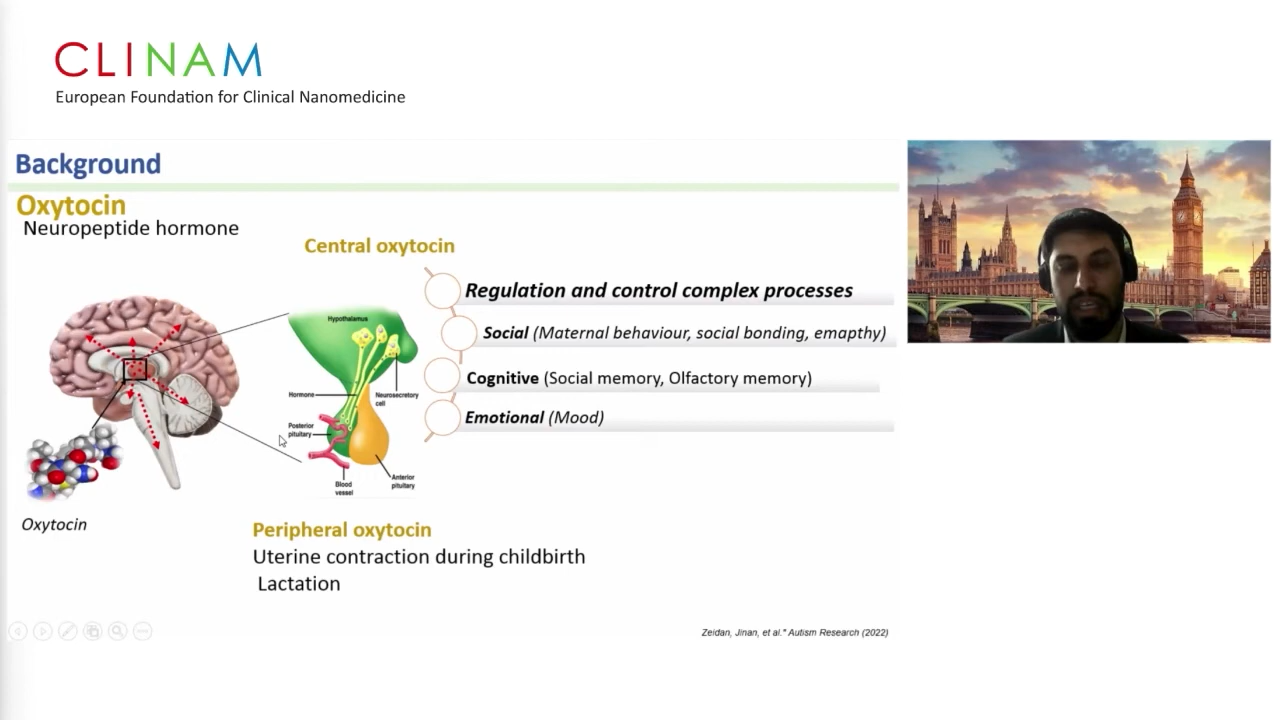 CLINAM
European Foundation for Clinical Nanomedicine
Background
Oxytocin
Neuropeptide hormone
Central oxytocin
Regulation and control complex processes
Social (Maternal behaviour, social bonding, emapthy)
Cognitive (Social memory, Olfactory memory)
Emotional (Mood)
Hypothalamus
Hormone
Neurosecretory
cell
Posterior
pituitary
Blood
vessel
Anterior
pituitary
Oxytocin
Peripheral oxytocin
Uterine contraction during childbirth
Lactation
Zeidan, Jinan, et al." Autism Research (2022)